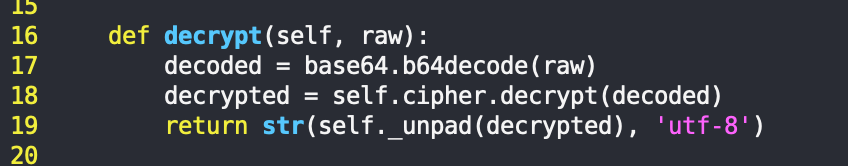 15
16     def decrypt(self, raw):
17         decoded = base64.b64decode(raw)
18         decrypted = self.cipher.decrypt(decoded)
19         return str(self._unpad(decrypted), 'utf-8')
20